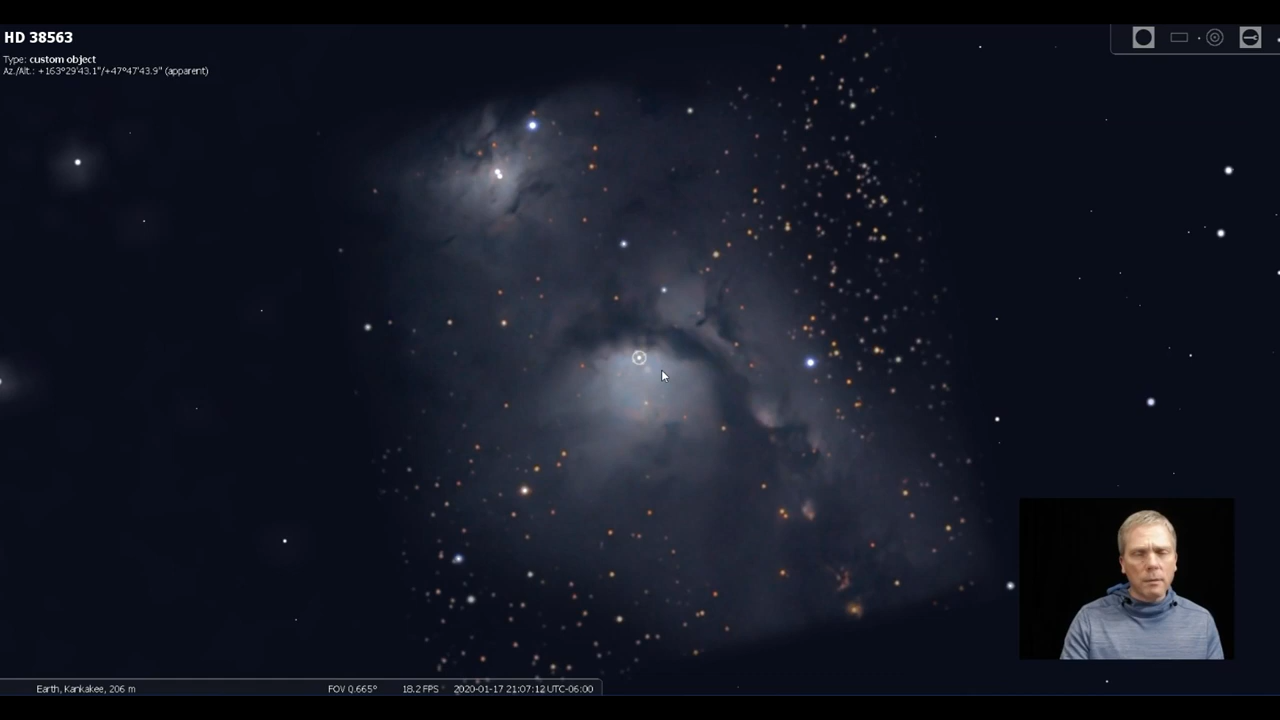 HD 38563
Type: custom object
Az./Alt.: +163°29'43.1"/+47°47'43.9" (apparent)
Earth, Kankakee, 206 m FOV 0.665° 18.2 FPS 2020-01-17 21:07:12 UTC-06:00